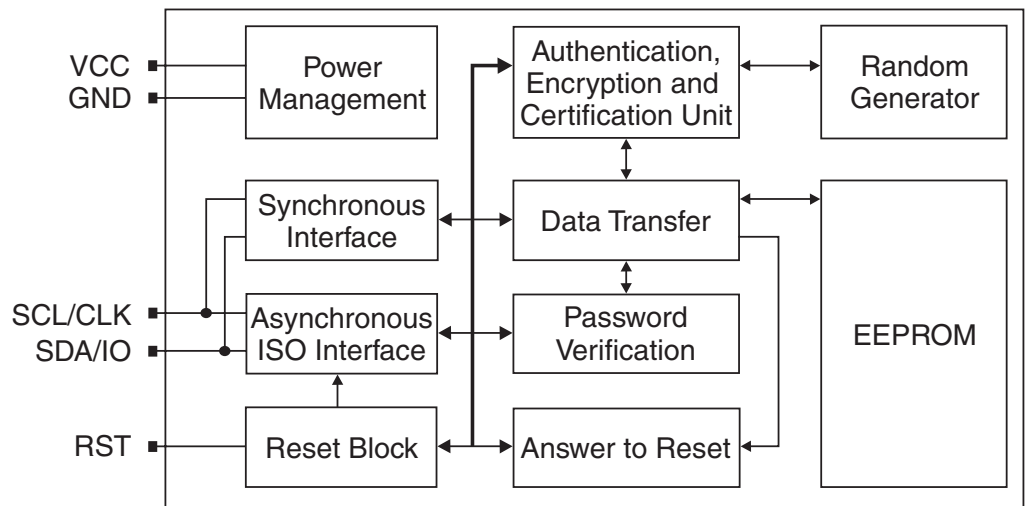 VCC
GND
Power
Management
Authentication,
Encryption and
Certification Unit
Random
Generator
Synchronous
Interface
Data Transfer
EEPROM
SCL/CLK
SDA/IO
Asynchronous
ISO Interface
Password
Verification
RST
Reset Block
Answer to Reset